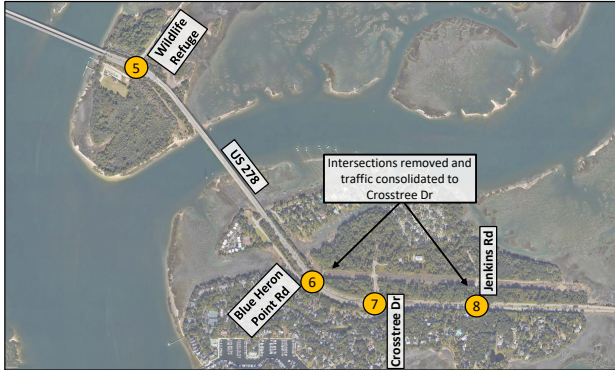 5
Wildlife
Refuge
US 278
Intersections removed and
traffic consolidated to
Crosstree Dr
Blue Heron
Point Rd
6
7
Crosstree Dr
Jenkins Rd
8